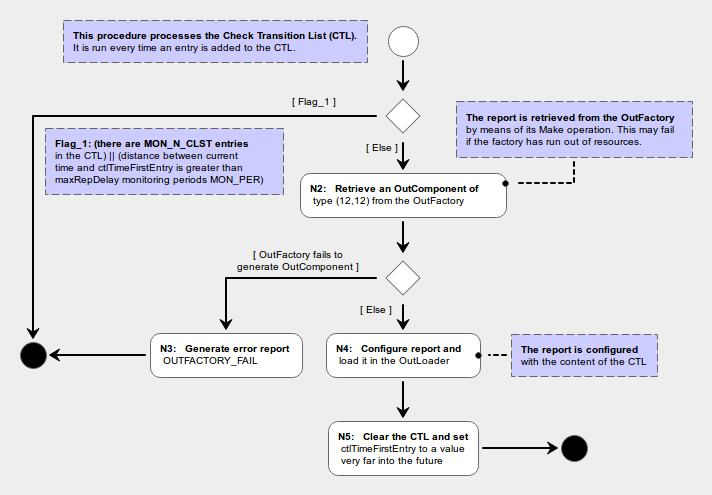 This procedure processes the Check Transition List (CTL).
It is run every time an entry is added to the CTL.
[ Flag_1 ]
Flag_1: (there are MON_N_CLST entries
in the CTL) || (distance between current
time and ctlTimeFirstEntry is greater than
maxRepDelay monitoring periods MON_PER)
The report is retrieved from the OutFactory
by means of its Make operation. This may fail
if the factory has run out of resources.
[ Else ]
N2: Retrieve an OutComponent of
type (12,12) from the OutFactory
[ OutFactory fails to
generate OutComponent ]
[ Else ]
N3: Generate error report
OUTFACTORY_FAIL
N4: Configure report and
load it in the OutLoader
The report is configured
with the content of the CTL
N5: Clear the CTL and set
ctlTimeFirstEntry to a value
very far into the future